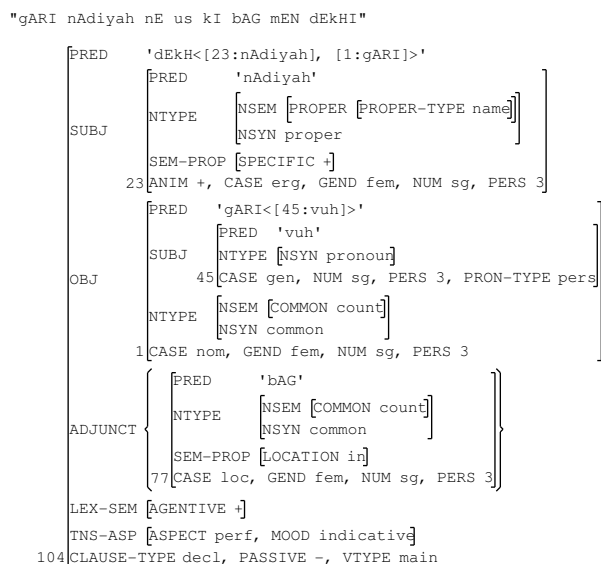 "gARI nAdiyah nE us kI bAG mEN dEkHI"
PRED 'dEkH<[23:nAdiyah], [1:gARI]>'
PRED 'nAdiyah'
NTYPE NSEM [PROPER [PROPER-TYPE name]]
NSYN proper
SUBJ
SEM-PROP [SPECIFIC +]
23 ANIM +, CASE erg, GEND fem, NUM sg, PERS 3
PRED 'gARI<[45:vuh]>'
PRED 'vuh'
SUBJ NTYPE [NSYN pronoun]
45 CASE gen, NUM sg, PERS 3, PRON-TYPE pers
OBJ
NTYPE NSEM [COMMON count]
NSYN common
1 CASE nom, GEND fem, NUM sg, PERS 3
PRED 'bAG'
NTYPE NSEM [COMMON count]
NSYN common
ADJUNCT
SEM-PROP [LOCATION in]
77 CASE loc, GEND fem, NUM sg, PERS 3
LEX-SEM [AGENTIVE +]
TNS-ASP [ASPECT perf, MOOD indicative]
104 CLAUSE-TYPE decl, PASSIVE -, VTYPE main